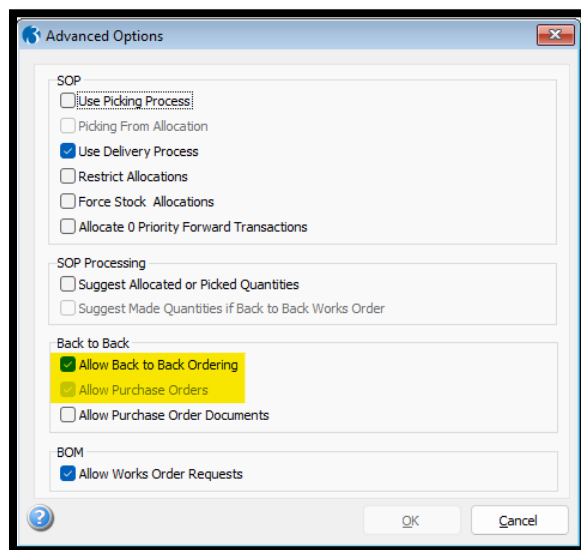 Advanced Options
SOP
Use Picking Process
Picking From Allocation
Use Delivery Process
Restrict Allocations
Force Stock Allocations
Allocate 0 Priority Forward Transactions
SOP Processing
Suggest Allocated or Picked Quantities
Suggest Made Quantities if Back to Back Works Order
Back to Back
Allow Back to Back Ordering
Allow Purchase Orders
Allow Purchase Order Documents
BOM
Allow Works Order Requests
?
OK
Cancel